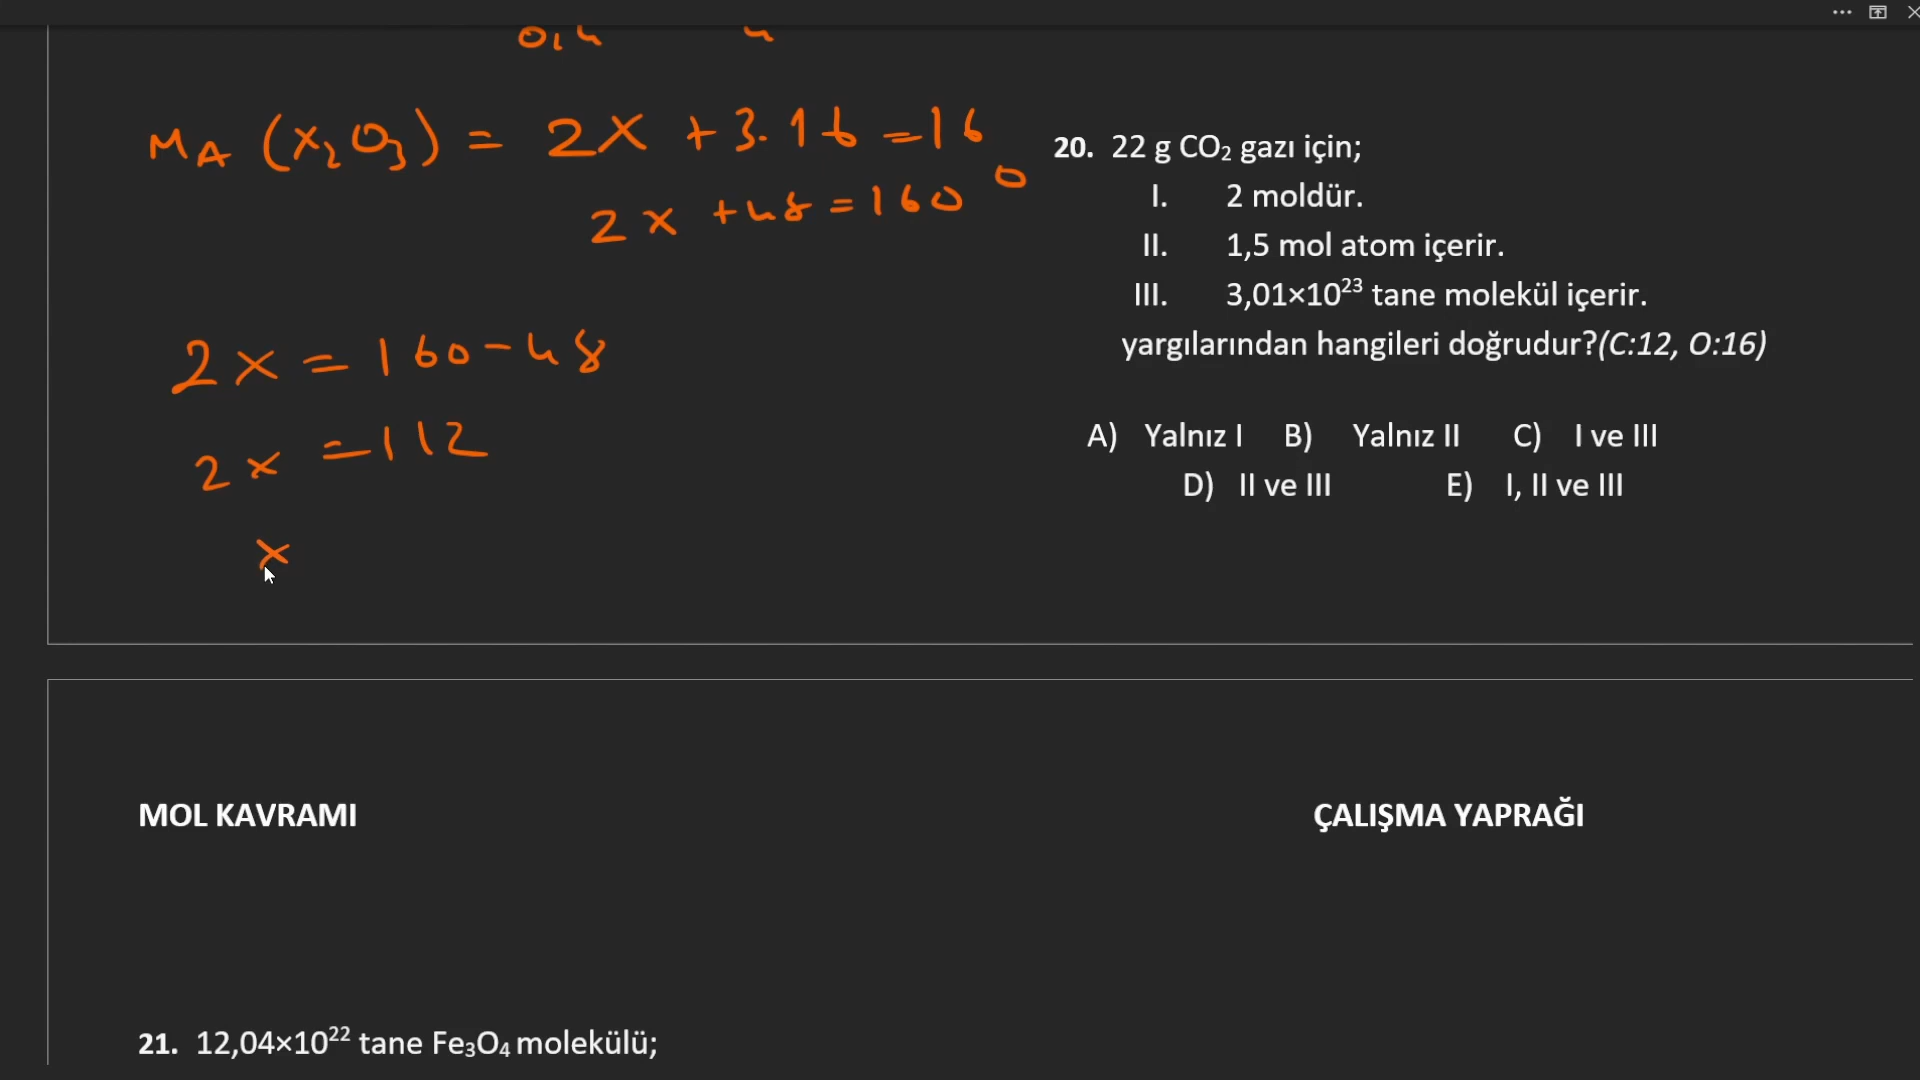 M_A (X₂O₃) = 2X + 3.16 = 160
2x + 48 = 160
2x = 160 - 48
2x = 112
x
20. 22 g CO₂ gazı için;
I. 2 moldür.
II. 1,5 mol atom içerir.
III. 3,01×10²³ tane molekül içerir.
yargılarından hangileri doğrudur?(C:12, O:16)
A) Yalnız I B) Yalnız II C) I ve III
D) II ve III E) I, II ve III
MOL KAVRAMI
ÇALIŞMA YAPRAĞI
21. 12,04×10²² tane Fe₃O₄ molekülü;